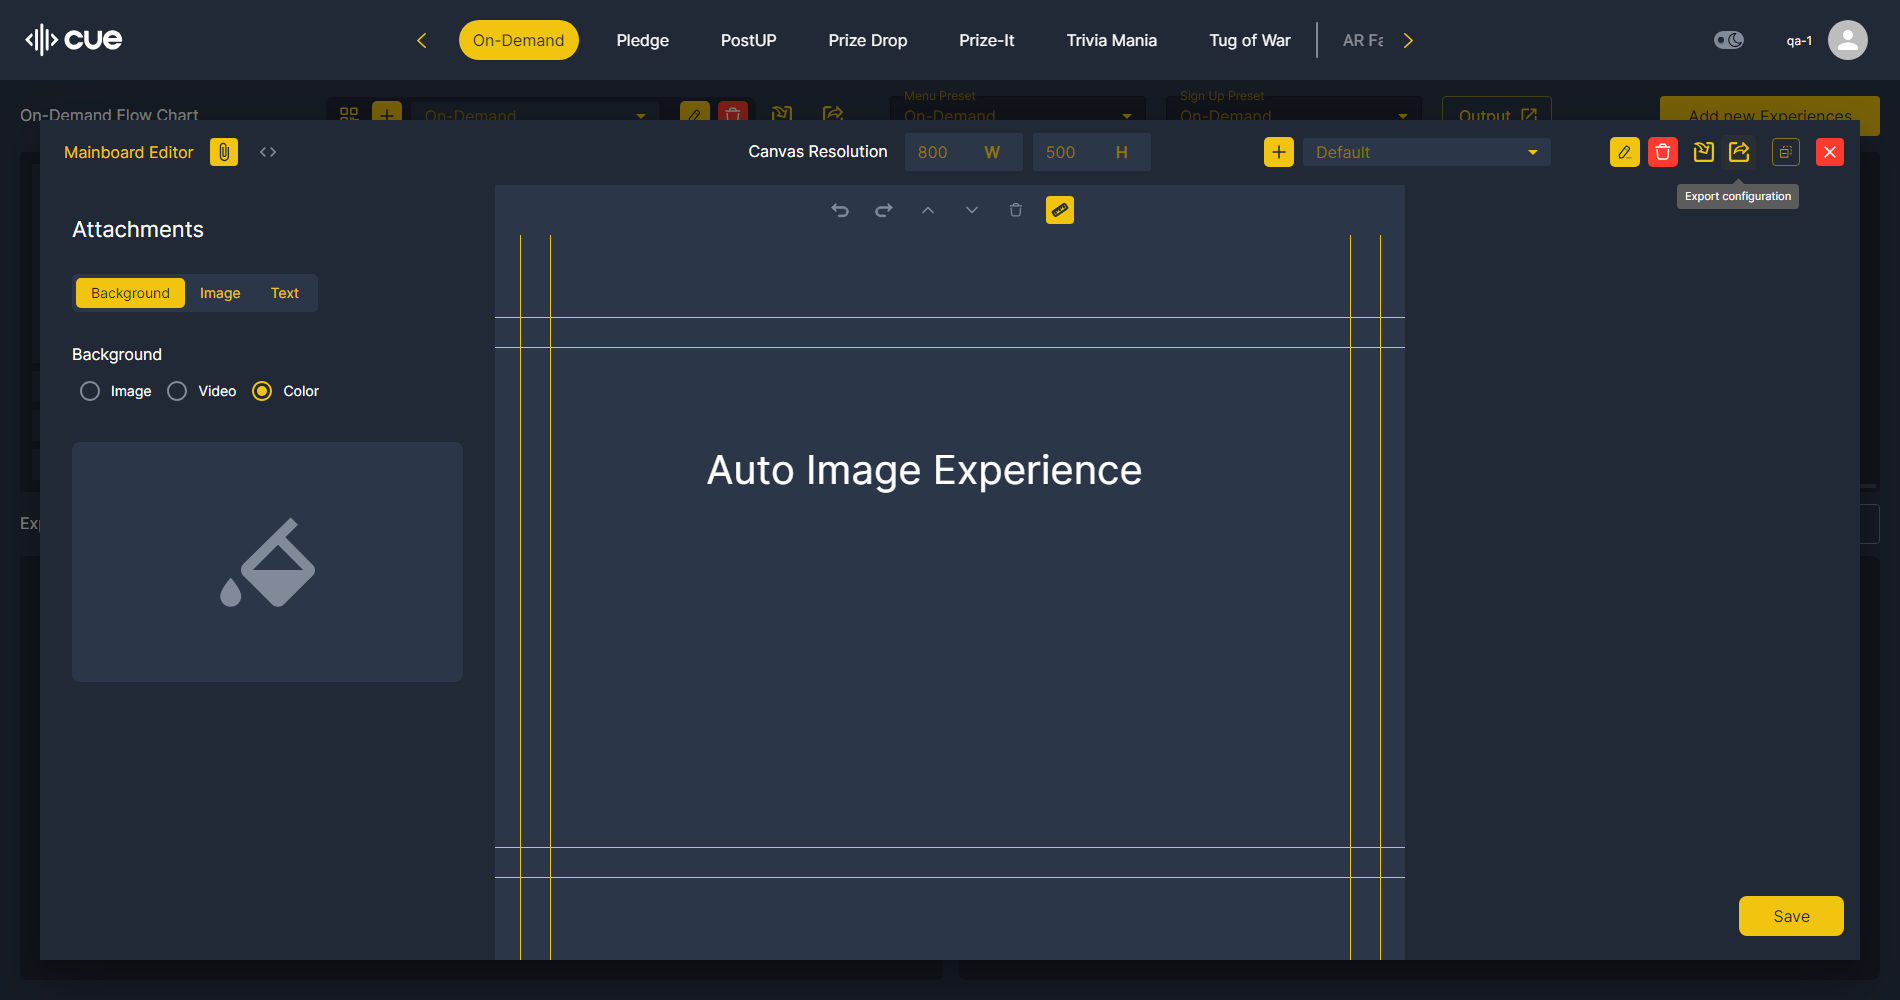 cue
On-Demand
Pledge
PostUP
Prize Drop
Prize-It
Trivia Mania
Tug of War
AR Fa
qa-1
On-Demand Flow Chart
On-Demand
Menu Preset
On-Demand
Sign Up Preset
On-Demand
Output
Add new Experiences
Mainboard Editor
Canvas Resolution
800 W
500 H
Default
Export configuration
Attachments
Background
Image
Text
Background
Image
Video
Color
Auto Image Experience
Exp
Save